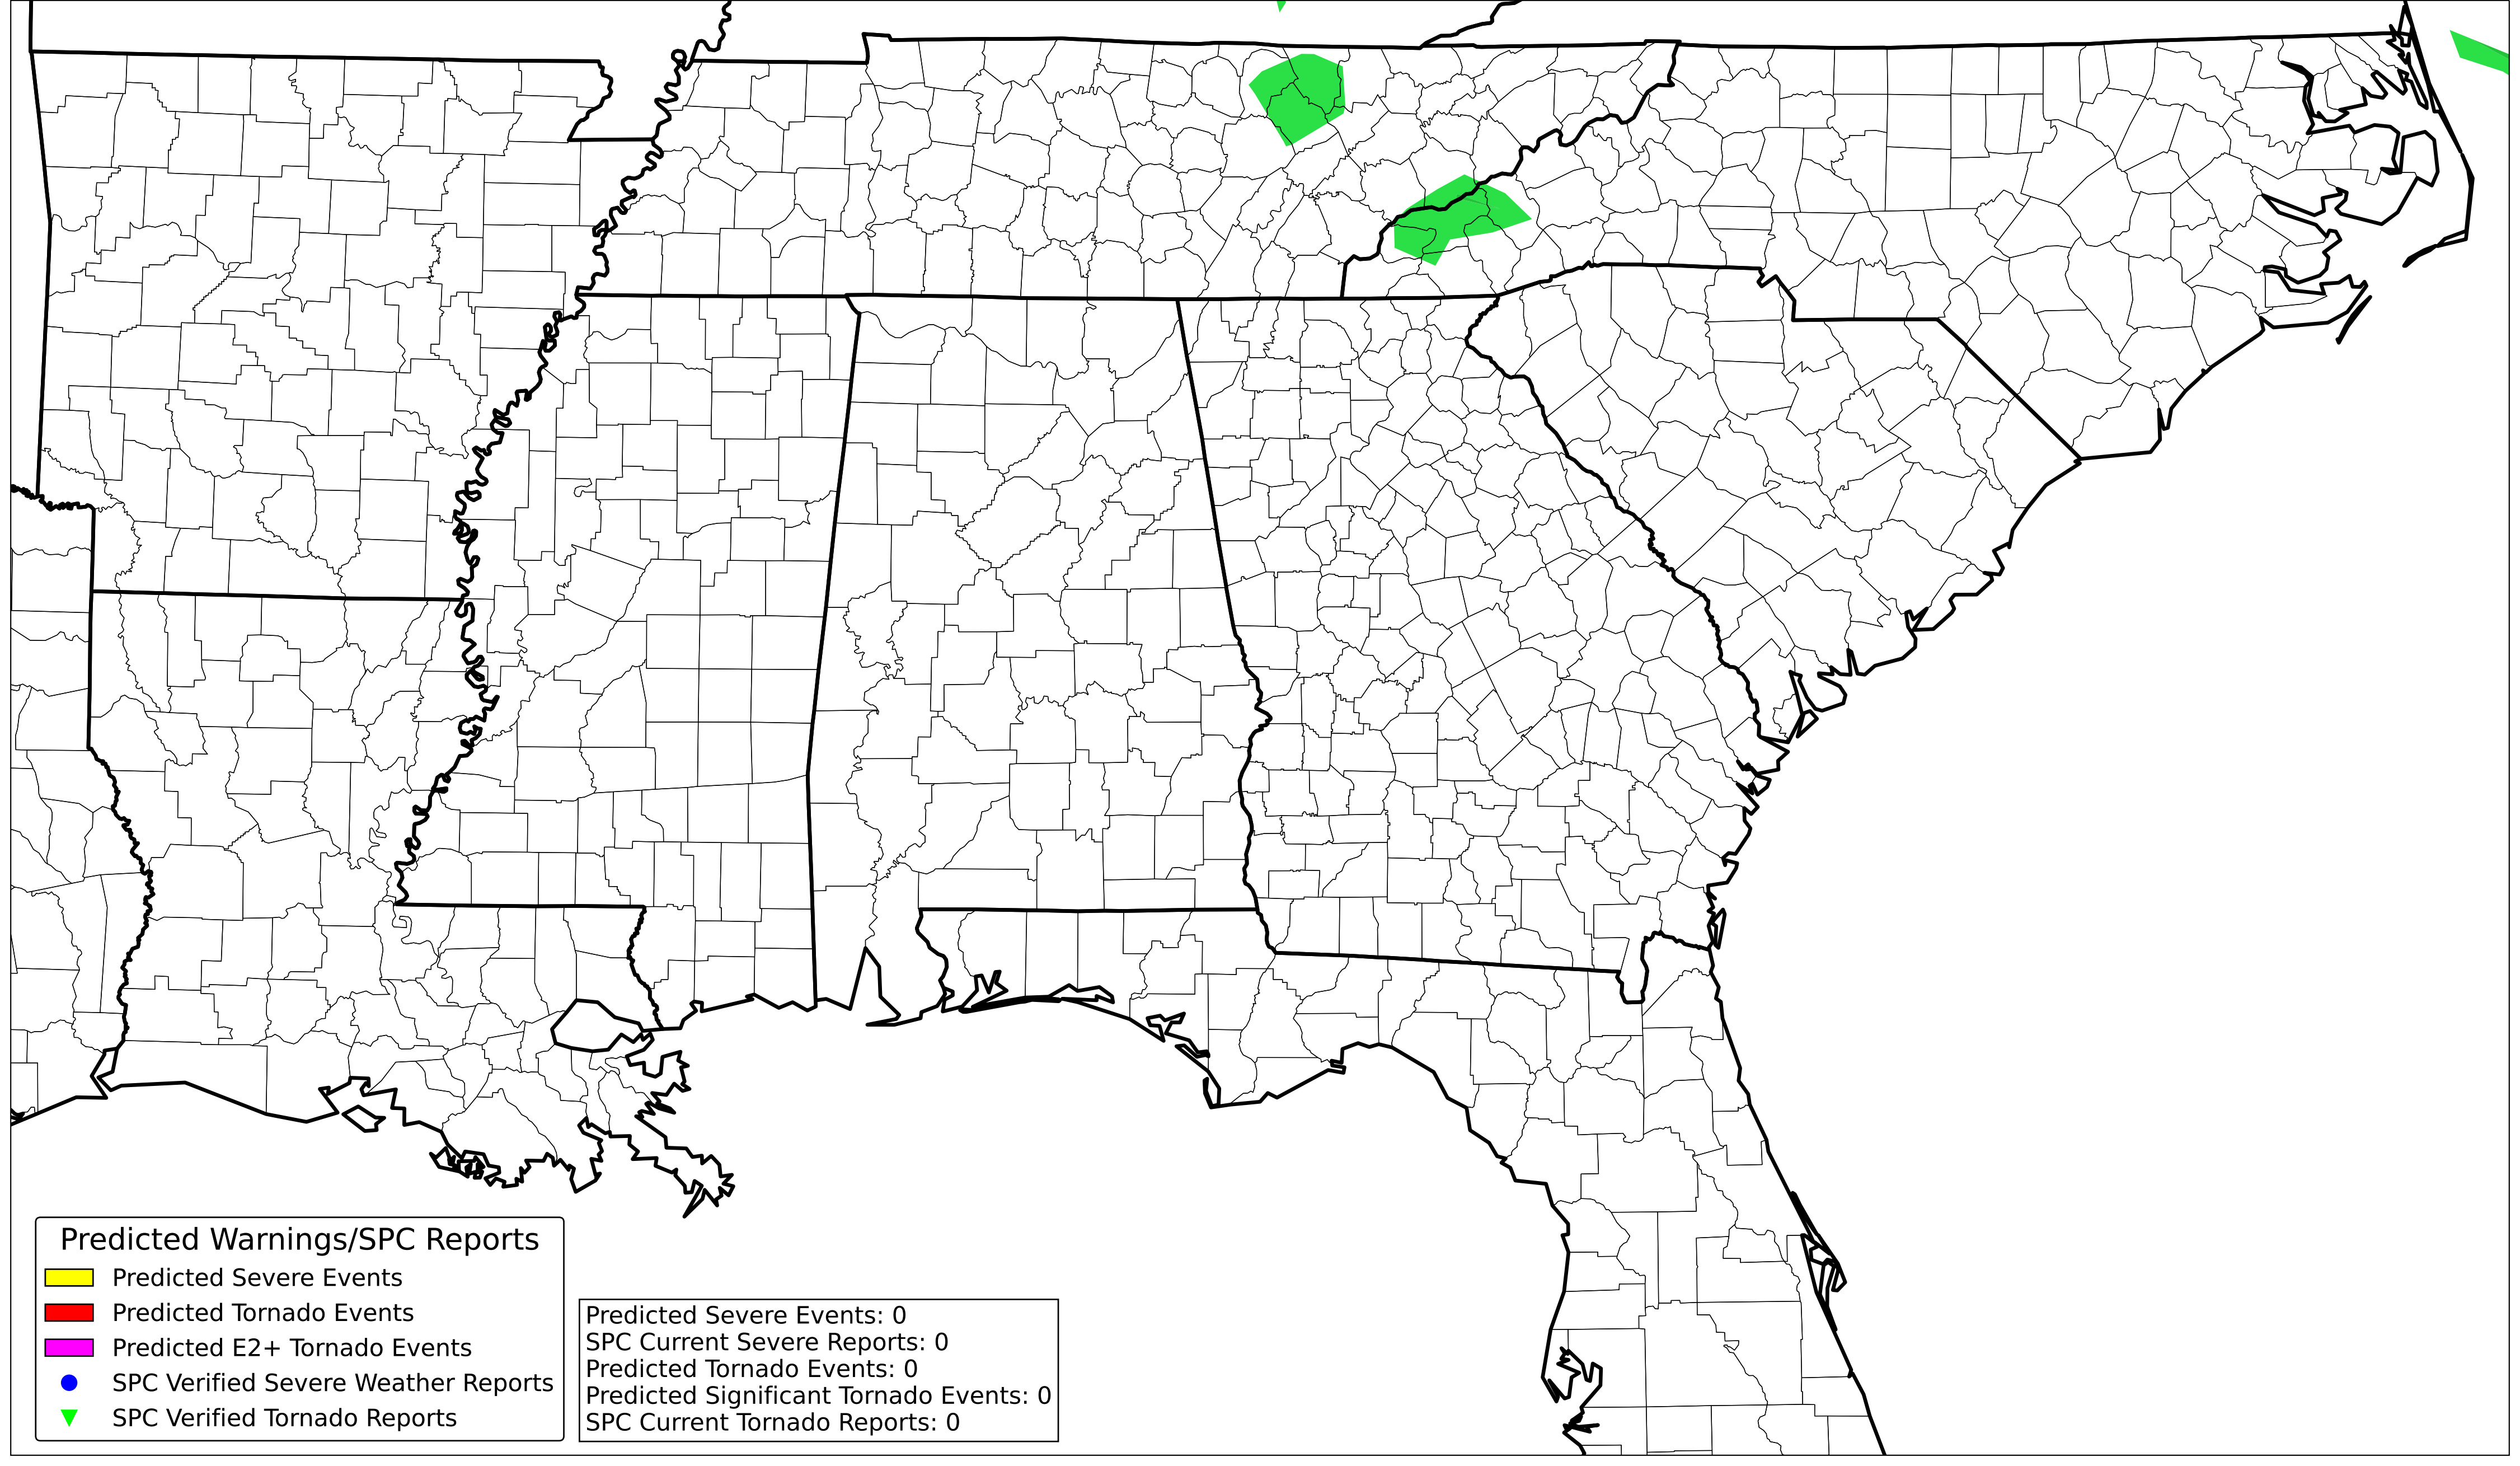 Predicted Warnings/SPC Reports
Predicted Severe Events
Predicted Tornado Events
Predicted E2+ Tornado Events
SPC Verified Severe Weather Reports
SPC Verified Tornado Reports
Predicted Severe Events: 0
SPC Current Severe Reports: 0
Predicted Tornado Events: 0
Predicted Significant Tornado Events: 0
SPC Current Tornado Reports: 0